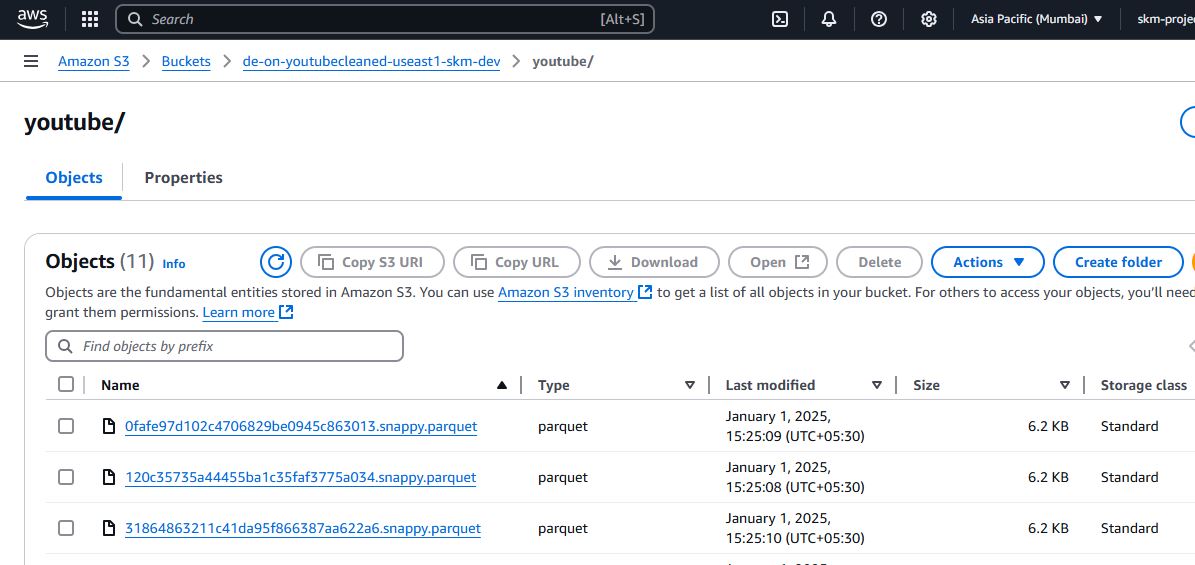 aws Search [Alt+S] Asia Pacific (Mumbai) skm-proje
Amazon S3 Buckets de-on-youtubecleaned-useast1-skm-dev youtube/
youtube/
Objects Properties
Objects (11) Info Copy S3 URI Copy URL Download Open Delete Actions Create folder
Objects are the fundamental entities stored in Amazon S3. You can use Amazon S3 inventory to get a list of all objects in your bucket. For others to access your objects, you'll need
grant them permissions. Learn more
Find objects by prefix
Name Type Last modified Size Storage class
0fafe97d102c4706829be0945c863013.snappy.parquet parquet January 1, 2025, 15:25:09 (UTC+05:30) 6.2 KB Standard
120c35735a44455ba1c35faf3775a034.snappy.parquet parquet January 1, 2025, 15:25:08 (UTC+05:30) 6.2 KB Standard
31864863211c41da95f866387aa622a6.snappy.parquet parquet January 1, 2025, 15:25:10 (UTC+05:30) 6.2 KB Standard